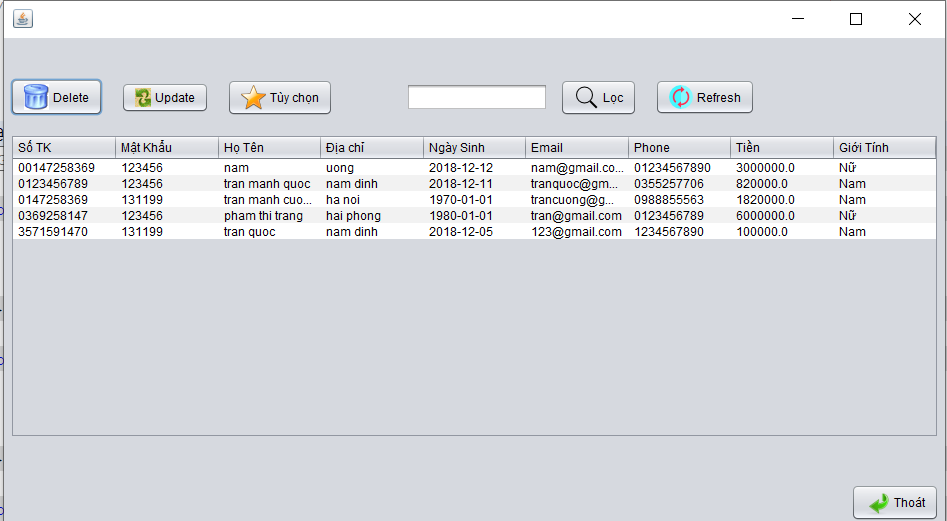 Delete Update Tùy chọn Lọc Refresh
Số TK Mật Khẩu Họ Tên Địa chỉ Ngày Sinh Email Phone Tiền Giới Tính
00147258369 123456 nam uong 2018-12-12 nam@gmail.co... 01234567890 3000000.0 Nữ
0123456789 123456 tran manh quoc nam dinh 2018-12-11 tranquoc@gm... 0355257706 820000.0 Nam
0147258369 131199 tran manh cuo... ha noi 1970-01-01 trancuong@g... 0988855563 1820000.0 Nam
0369258147 123456 pham thi trang hai phong 1980-01-01 tran@gmail.com 0123456789 6000000.0 Nữ
3571591470 131199 tran quoc nam dinh 2018-12-05 123@gmail.com 1234567890 100000.0 Nam
Thoát